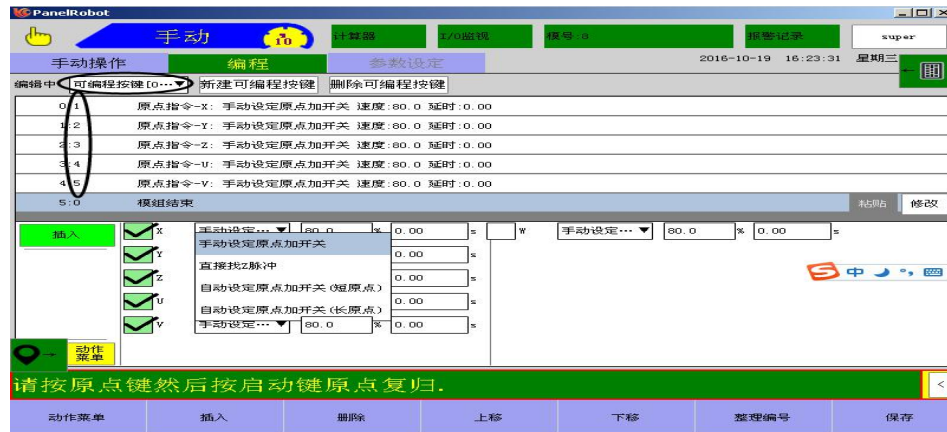 PanelRobot
手动 10 计算器 I/O监视 模号:8 报警记录 super
手动操作 编程 参数设定 2016-10-19 16:23:31 星期三
编辑中 可编程按键[0… 新建可编程按键 删除可编程按键
0:1 原点指令-X: 手动设定原点加开关 速度:80.0 延时:0.00
1:2 原点指令-Y: 手动设定原点加开关 速度:80.0 延时:0.00
2:3 原点指令-Z: 手动设定原点加开关 速度:80.0 延时:0.00
3:4 原点指令-U: 手动设定原点加开关 速度:80.0 延时:0.00
4:5 原点指令-V: 手动设定原点加开关 速度:80.0 延时:0.00
5:0 模组结束 粘贴 修改
插入 X 手动设定… 80.0 % 0.00 s W 手动设定… 80.0 % 0.00 s
手动设定原点加开关
Y 0.00 s
直接找Z脉冲
Z 0.00 s
自动设定原点加开关(短原点)
U 0.00 s
自动设定原点加开关(长原点)
V 手动设定… 80.0 % 0.00 s
中
动作
菜单
请按原点键然后按启动键原点复归. <
动作菜单 插入 删除 上移 下移 整理编号 保存